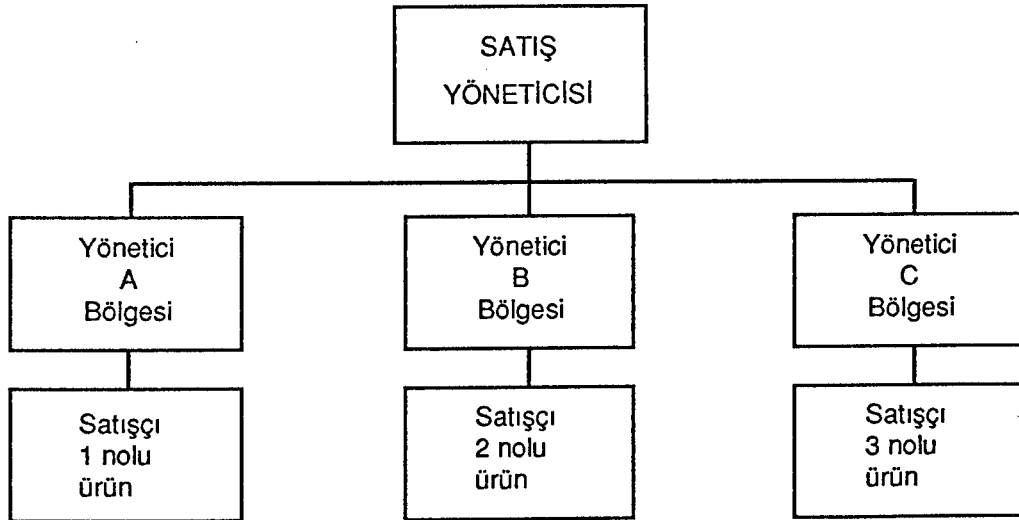 SATIŞ
YÖNETİCİSİ
Yönetici
A
Bölgesi
Yönetici
B
Bölgesi
Yönetici
C
Bölgesi
Satışçı
1 nolu
ürün
Satışçı
2 nolu
ürün
Satışçı
3 nolu
ürün